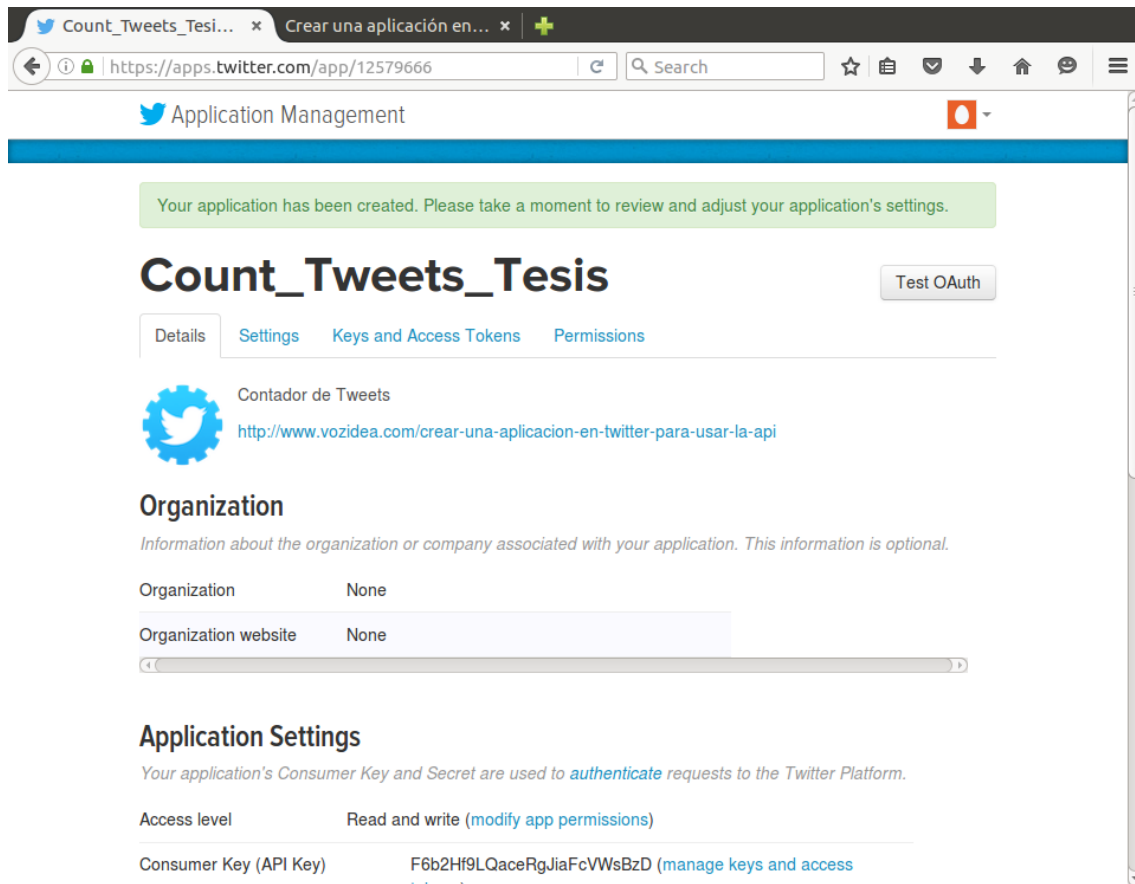 Count_Tweets_Tesi...
Crear una aplicación en...
https://apps.twitter.com/app/12579666
Search
Application Management
Your application has been created. Please take a moment to review and adjust your application's settings.
Count_Tweets_Tesis
Test OAuth
Details Settings Keys and Access Tokens Permissions
Contador de Tweets
http://www.vozidea.com/crear-una-aplicacion-en-twitter-para-usar-la-api
Organization
Information about the organization or company associated with your application. This information is optional.
Organization None
Organization website None
Application Settings
Your application's Consumer Key and Secret are used to authenticate requests to the Twitter Platform.
Access level Read and write (modify app permissions)
Consumer Key (API Key) F6b2Hf9LQaceRgJiaFcVWsBzD (manage keys and access